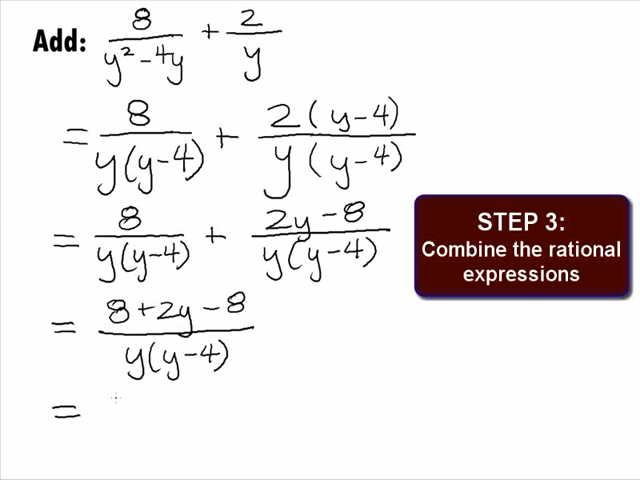 Add: 8/(y² - 4y) + 2/y
= 8/(y(y-4)) + 2(y-4)/(y(y-4))
= 8/(y(y-4)) + (2y-8)/(y(y-4))
STEP 3:
Combine the rational
expressions
= (8+2y-8)/(y(y-4))
=